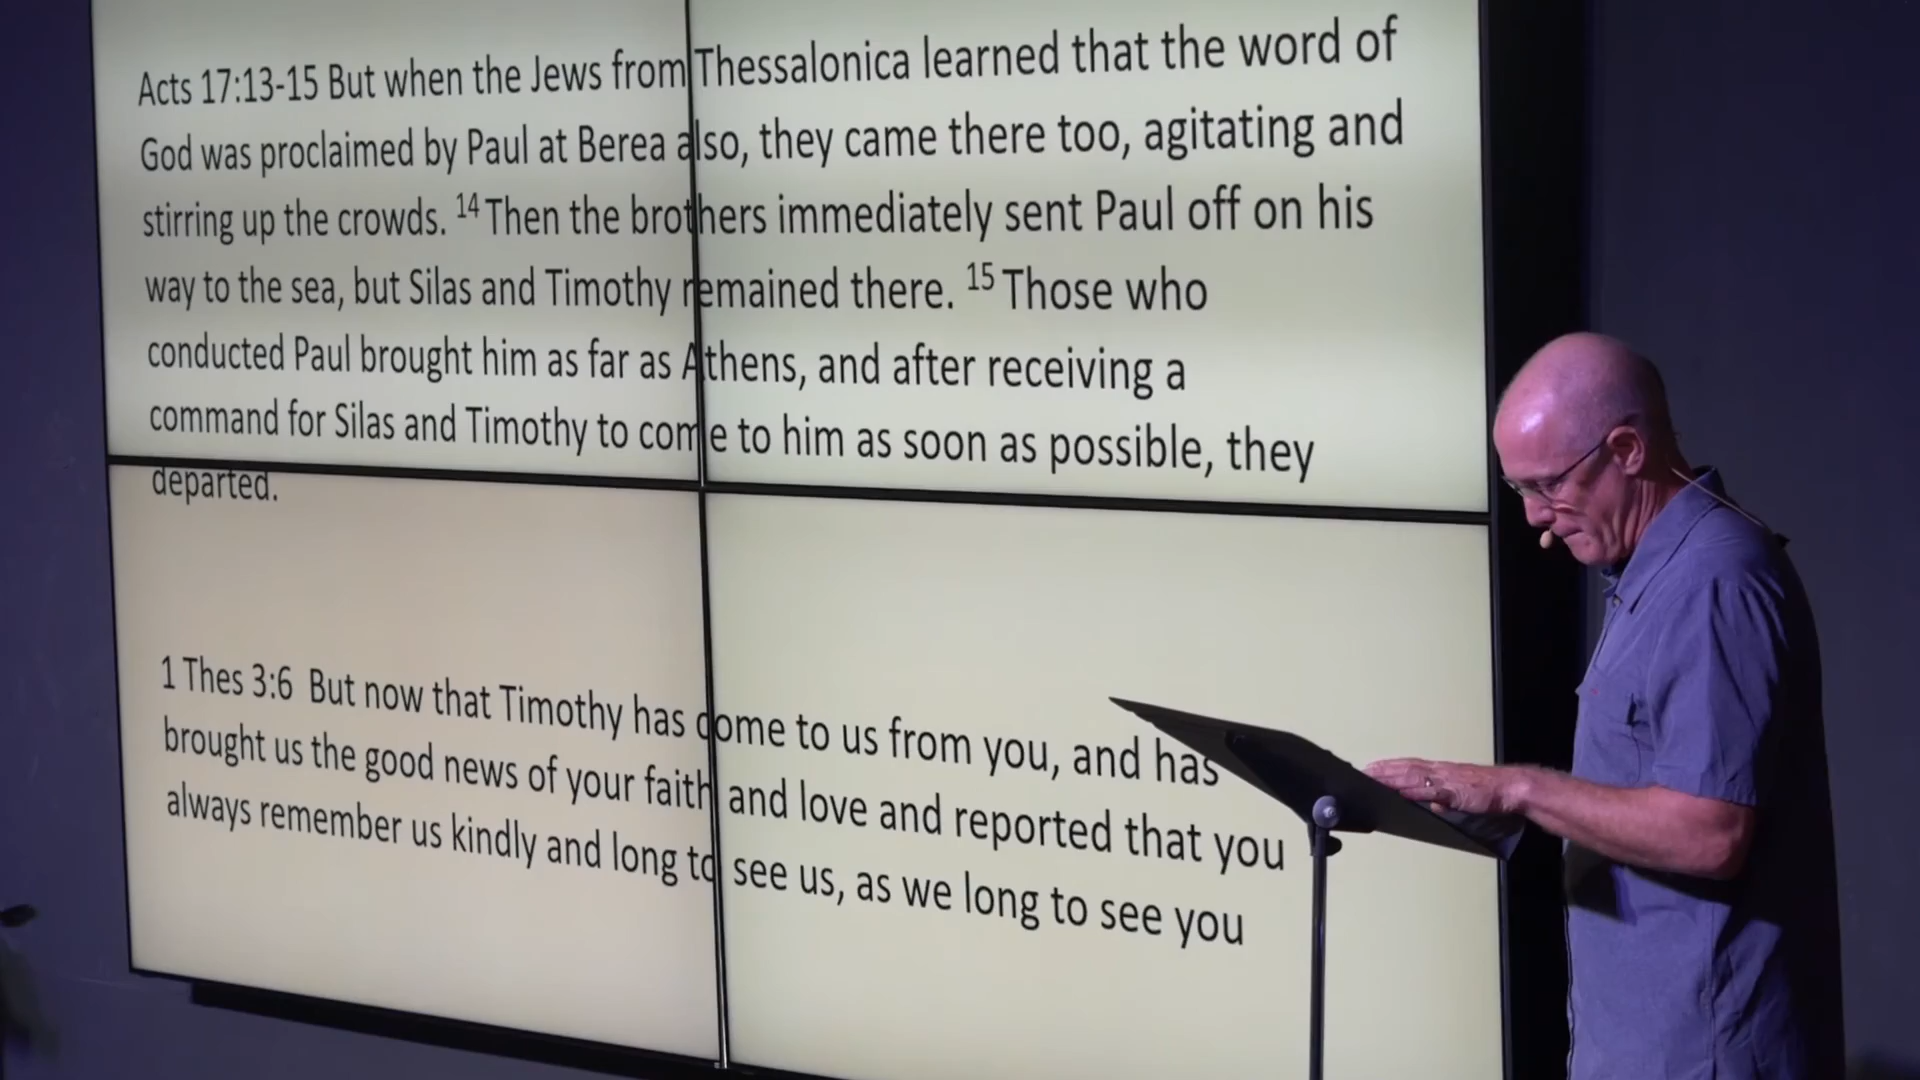 Acts 17:13-15 But when the Jews from Thessalonica learned that the word of
God was proclaimed by Paul at Berea also, they came there too, agitating and
stirring up the crowds. 14 Then the brothers immediately sent Paul off on his
way to the sea, but Silas and Timothy remained there. 15 Those who
conducted Paul brought him as far as Athens, and after receiving a
command for Silas and Timothy to come to him as soon as possible, they
departed.
1 Thes 3:6 But now that Timothy has come to us from you, and has
brought us the good news of your faith and love and reported that you
always remember us kindly and long to see us, as we long to see you